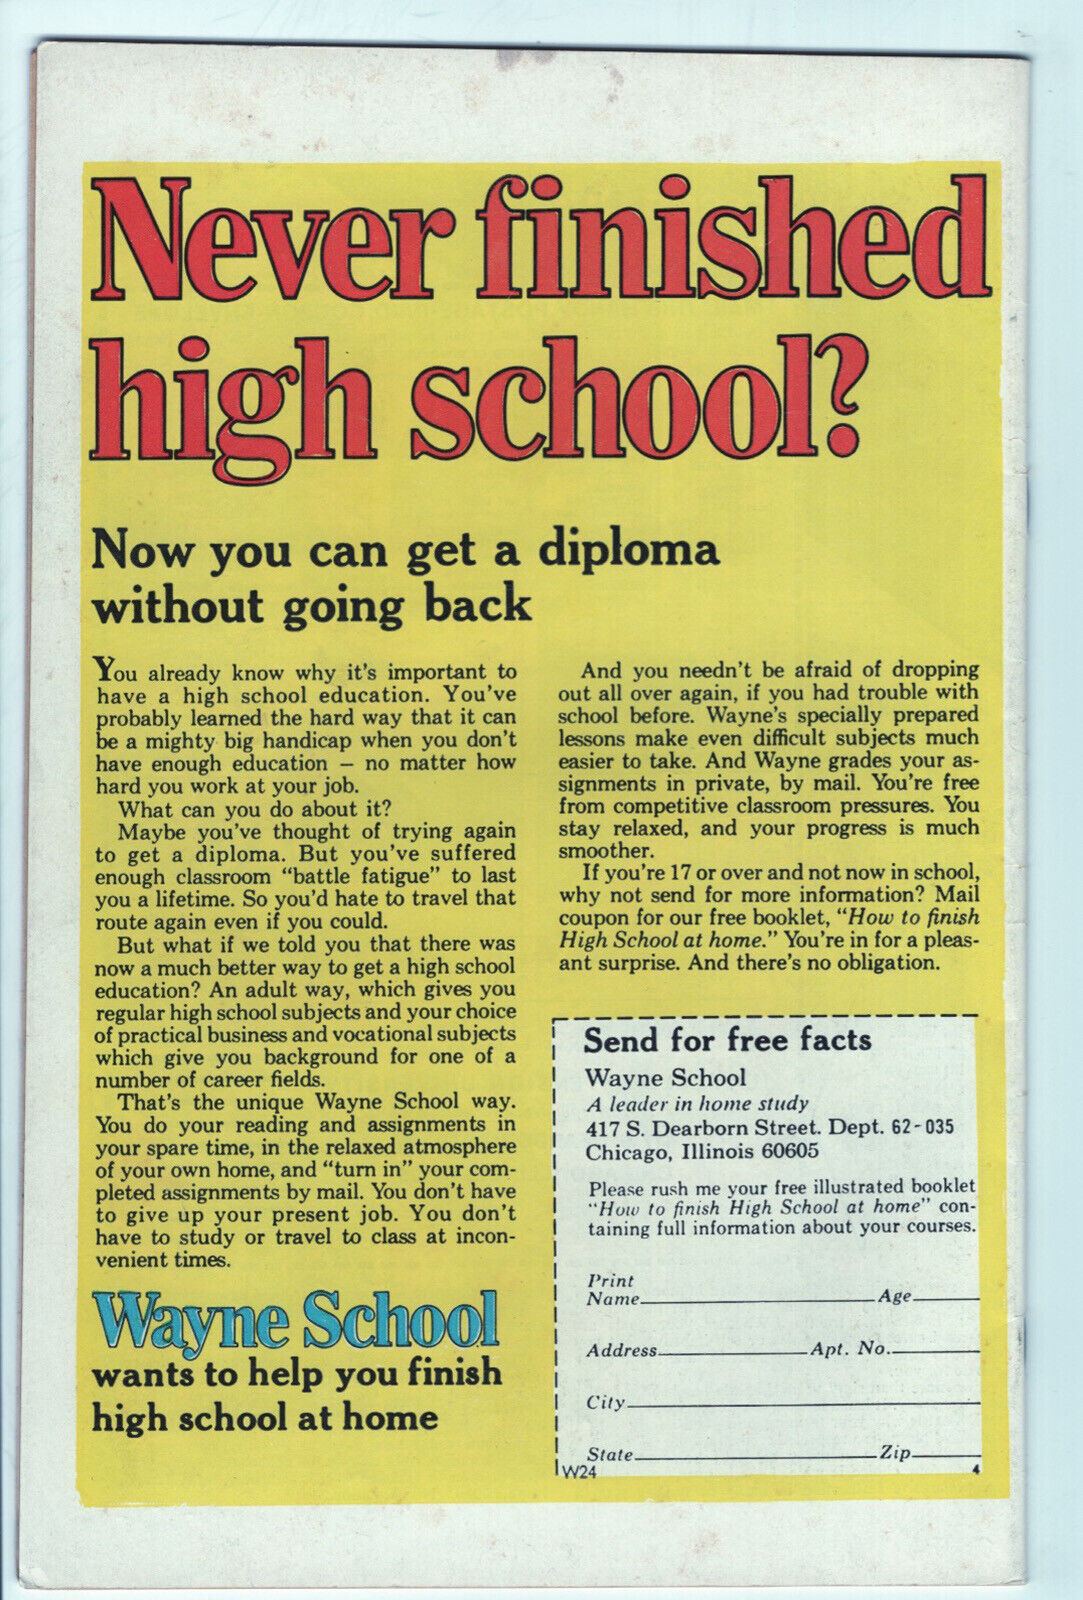 Never finished
high school?
Now you can get a diploma
without going back
You already know why it's important to
have a high school education. You've
probably learned the hard way that it can
be a mighty big handicap when you don't
have enough education – no matter how
hard you work at your job.
What can you do about it?
Maybe you've thought of trying again
to get a diploma. But you've suffered
enough classroom “battle fatigue” to last
you a lifetime. So you'd hate to travel that
route again even if you could.
But what if we told you that there was
now a much better way to get a high school
education? An adult way, which gives you
regular high school subjects and your choice
of practical business and vocational subjects
which give you background for one of a
number of career fields.
That's the unique Wayne School way.
You do your reading and assignments in
your spare time, in the relaxed atmosphere
of your own home, and “turn in” your com-
pleted assignments by mail. You don't have
to give up your present job. You don't
have to study or travel to class at incon-
venient times.
Wayne School
wants to help you finish
high school at home
And you needn't be afraid of dropping
out all over again, if you had trouble with
school before. Wayne's specially prepared
lessons make even difficult subjects much
easier to take. And Wayne grades your as-
signments in private, by mail. You're free
from competitive classroom pressures. You
stay relaxed, and your progress is much
smoother.
If you're 17 or over and not now in school,
why not send for more information? Mail
coupon for our free booklet, “How to finish
High School at home.” You're in for a pleas-
ant surprise. And there's no obligation.
Send for free facts
Wayne School
A leader in home study
417 S. Dearborn Street. Dept. 62-035
Chicago, Illinois 60605
Please rush me your free illustrated booklet
“How to finish High School at home” con-
taining full information about your courses.
Print
Name Age
Address Apt. No.
City
State Zip
W24 4